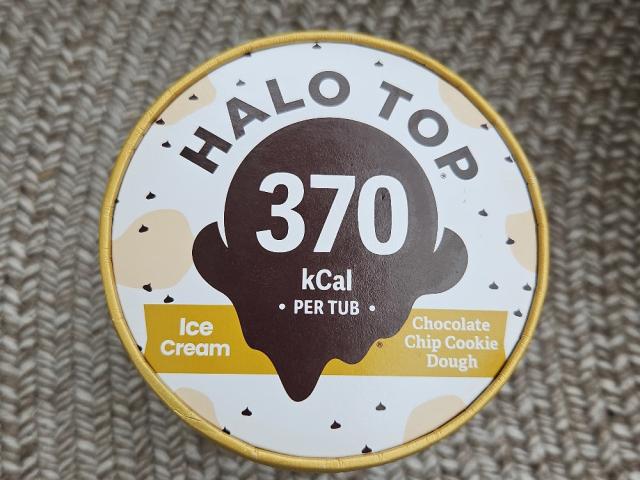 HALO TOP®
370
kCal
• PER TUB •
Ice
Cream
Chocolate
Chip Cookie
Dough
®